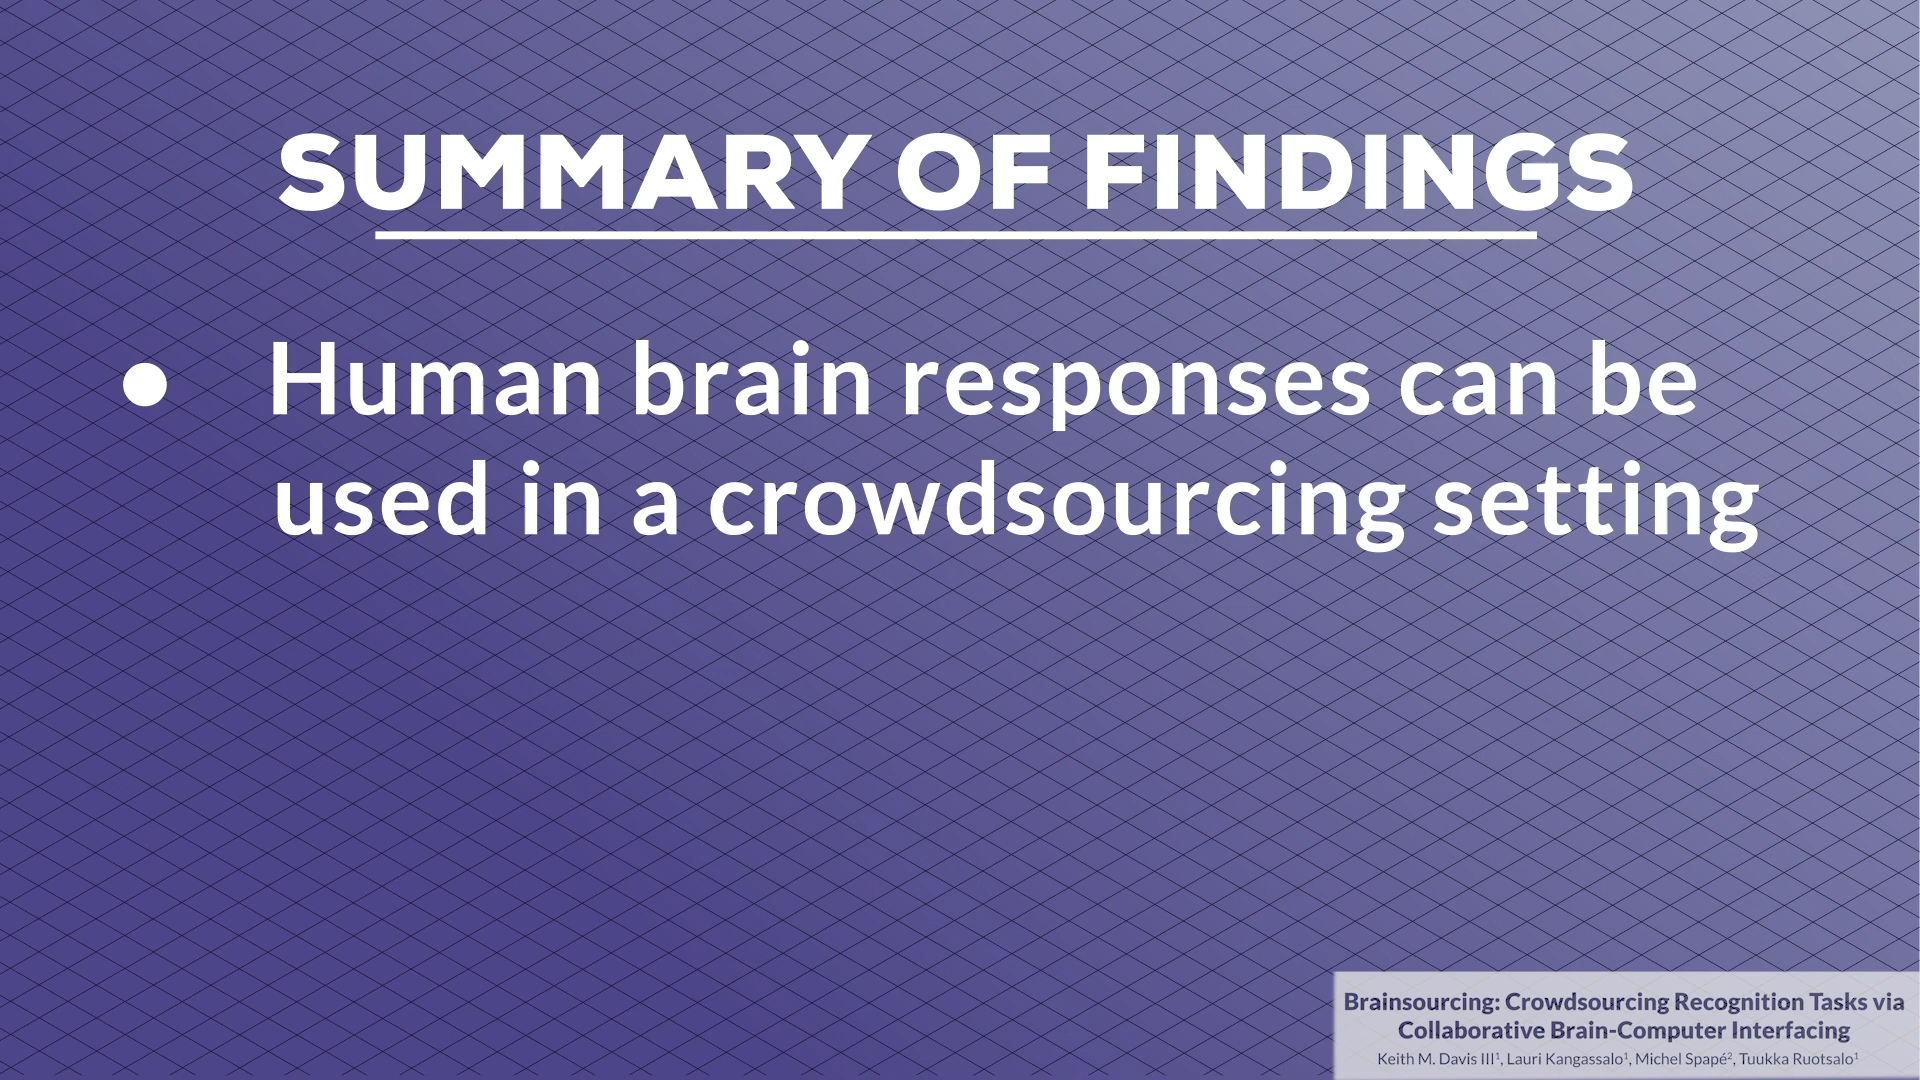 SUMMARY OF FINDINGS
● Human brain responses can be
used in a crowdsourcing setting
Brainsourcing: Crowdsourcing Recognition Tasks via
Collaborative Brain-Computer Interfacing
Keith M. Davis III¹, Lauri Kangassalo¹, Michel Spapé², Tuukka Ruotsalo¹